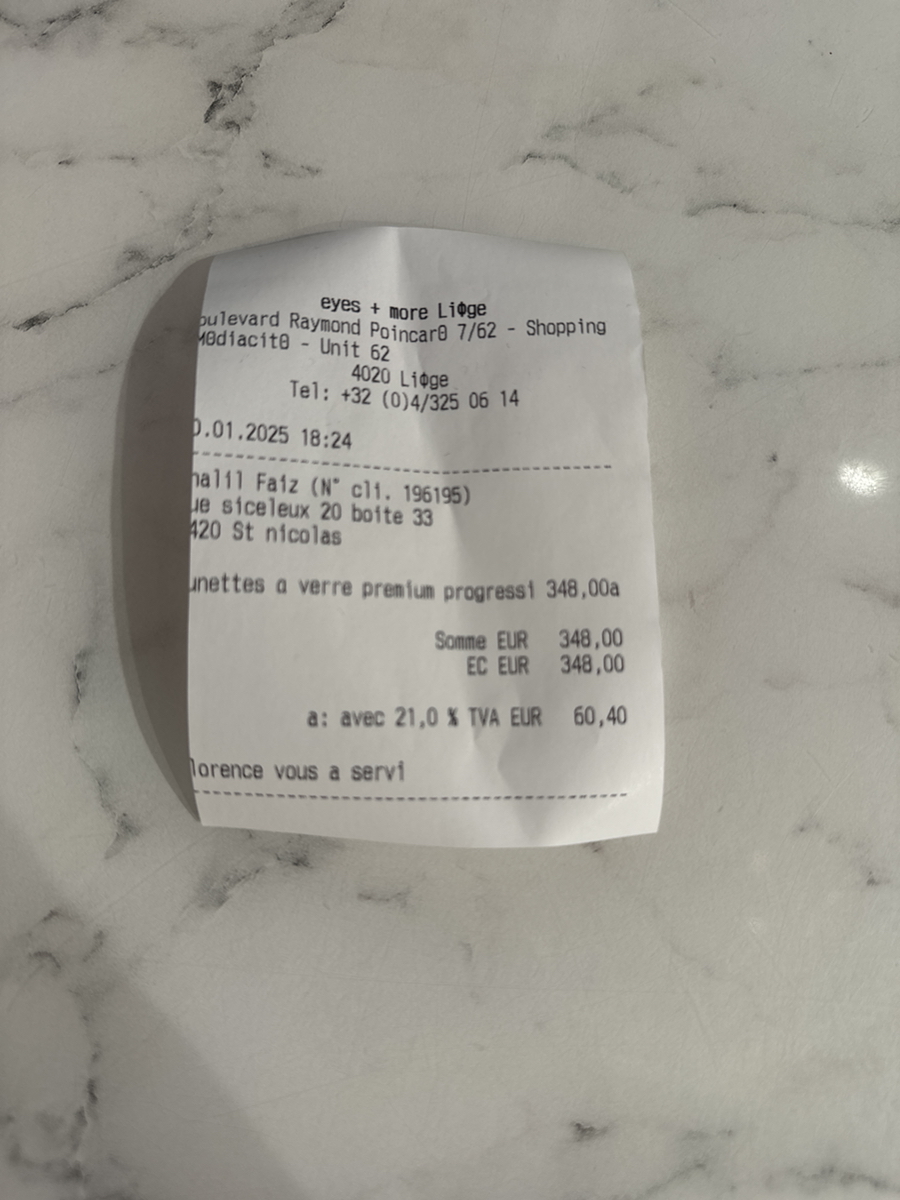 eyes + more LiΦge
oulevard Raymond PoincarΘ 7/62 - Shopping
MΘdiacitΘ - Unit 62
4020 LiΦge
Tel: +32 (0)4/325 06 14
0.01.2025 18:24
halil Faiz (N° cli. 196195)
ue siceleux 20 boite 33
420 St nicolas
unettes a verre premium progressi 348,00a
Somme EUR 348,00
EC EUR 348,00
a: avec 21,0 % TVA EUR 60,40
lorence vous a servi